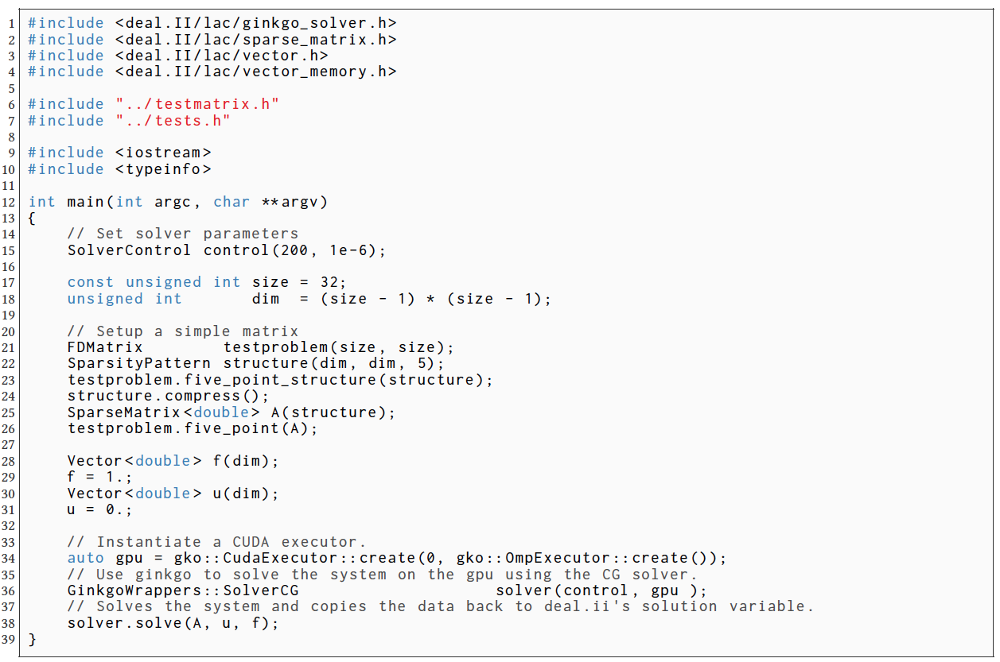 1 #include <deal.II/lac/ginkgo_solver.h>
2 #include <deal.II/lac/sparse_matrix.h>
3 #include <deal.II/lac/vector.h>
4 #include <deal.II/lac/vector_memory.h>
5
6 #include "../testmatrix.h"
7 #include "../tests.h"
8
9 #include <iostream>
10 #include <typeinfo>
11
12 int main(int argc, char **argv)
13 {
14     // Set solver parameters
15     SolverControl control(200, 1e-6);
16
17     const unsigned int size = 32;
18     unsigned int       dim  = (size - 1) * (size - 1);
19
20     // Setup a simple matrix
21     FDMatrix        testproblem(size, size);
22     SparsityPattern structure(dim, dim, 5);
23     testproblem.five_point_structure(structure);
24     structure.compress();
25     SparseMatrix<double> A(structure);
26     testproblem.five_point(A);
27
28     Vector<double> f(dim);
29     f = 1.;
30     Vector<double> u(dim);
31     u = 0.;
32
33     // Instantiate a CUDA executor.
34     auto gpu = gko::CudaExecutor::create(0, gko::OmpExecutor::create());
35     // Use ginkgo to solve the system on the gpu using the CG solver.
36     GinkgoWrappers::SolverCG                    solver(control, gpu );
37     // Solves the system and copies the data back to deal.ii's solution variable.
38     solver.solve(A, u, f);
39 }